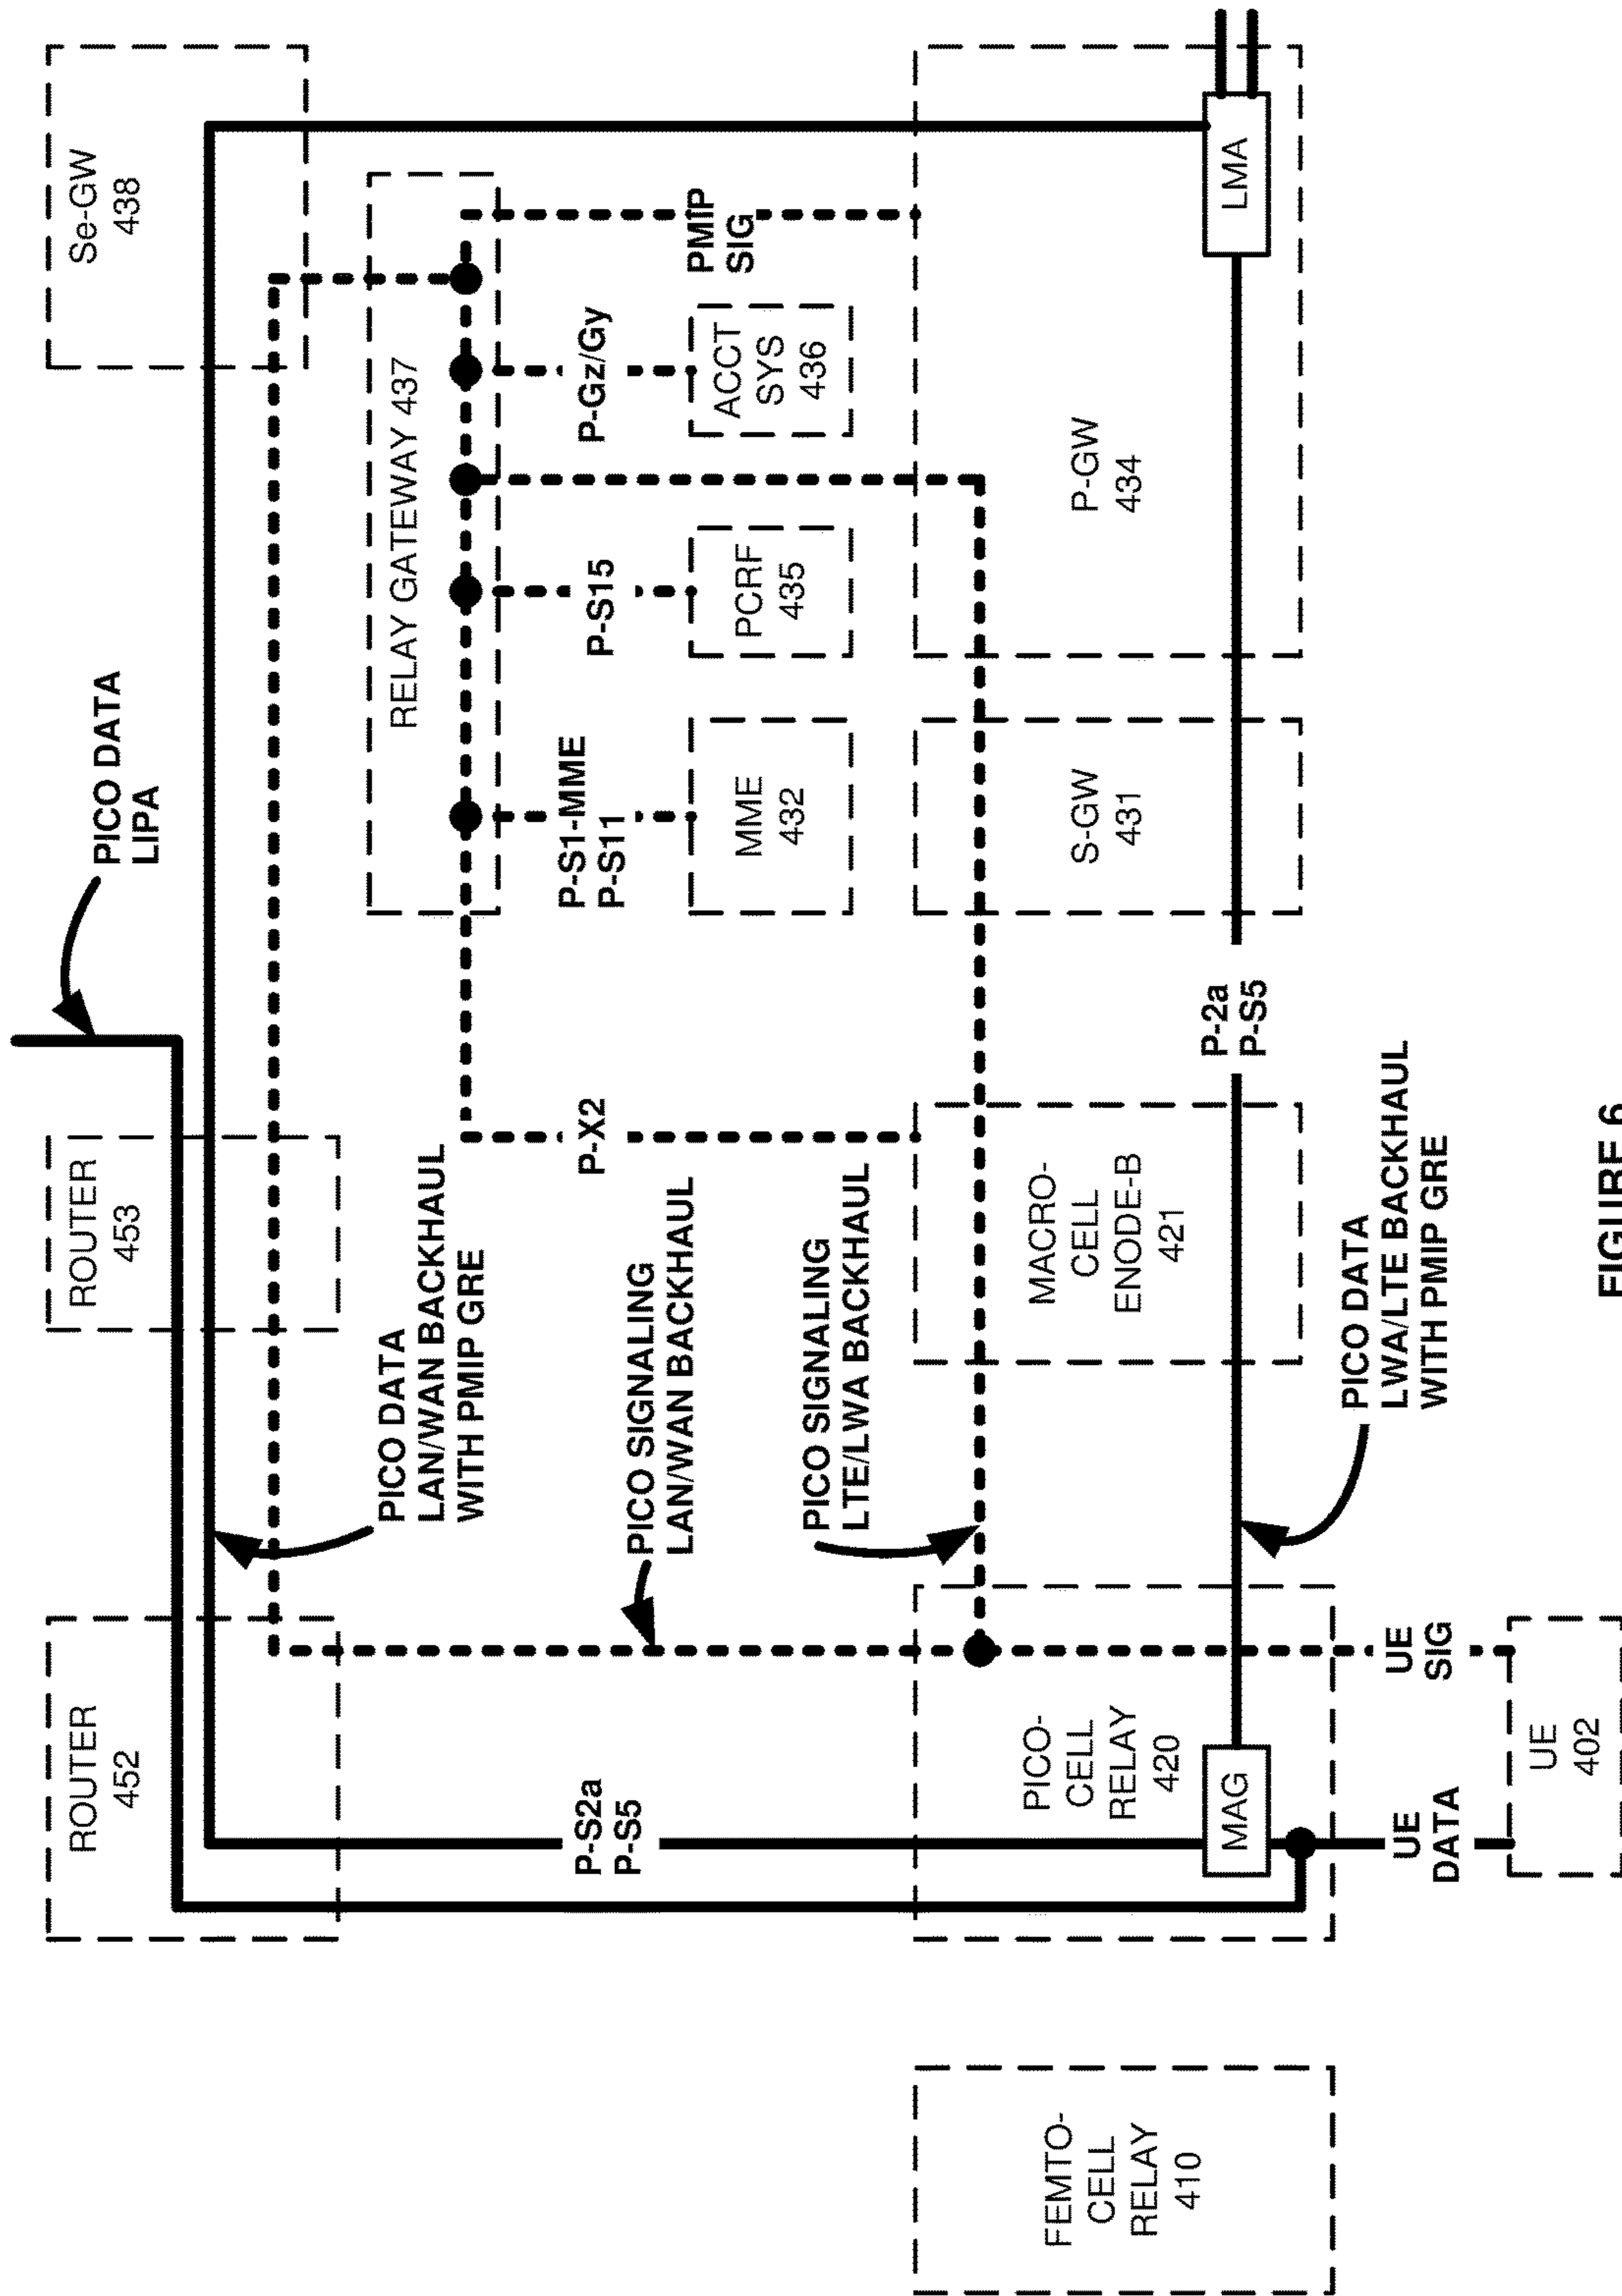 PICO DATA
LIPA
ROUTER
452
ROUTER
453
Se-GW
438
PICO DATA
LAN/WAN BACKHAUL
WITH PMIP GRE
RELAY GATEWAY 437
P-S2a
P-S5
PICO SIGNALING
LAN/WAN BACKHAUL
P-X2
P-S1-MME
P-S11
P-S15
P-Gz/Gy
PMIP
SIG
PICO SIGNALING
LTE/LWA BACKHAUL
MME
432
PCRF
435
ACCT
SYS
436
FEMTO-
CELL
RELAY
410
PICO-
CELL
RELAY
420
MACRO-
CELL
ENODE-B
421
S-GW
431
P-GW
434
MAG
P-2a
P-S5
LMA
UE
DATA
UE
SIG
PICO DATA
LWA/LTE BACKHAUL
WITH PMIP GRE
UE
402
FIGURE 6